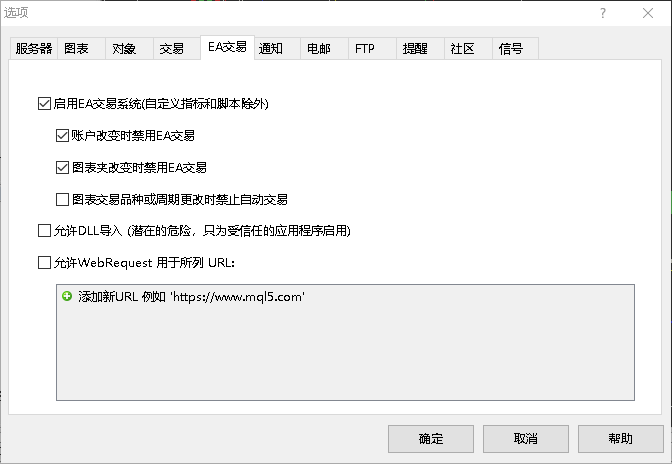 选项
服务器 图表 对象 交易 EA交易 通知 电邮 FTP 提醒 社区 信号
启用EA交易系统(自定义指标和脚本除外)
账户改变时禁用EA交易
图表夹改变时禁用EA交易
图表交易品种或周期更改时禁止自动交易
允许DLL导入 (潜在的危险，只为受信任的应用程序启用)
允许WebRequest 用于所列 URL:
添加新URL 例如 'https://www.mql5.com'
确定 取消 帮助